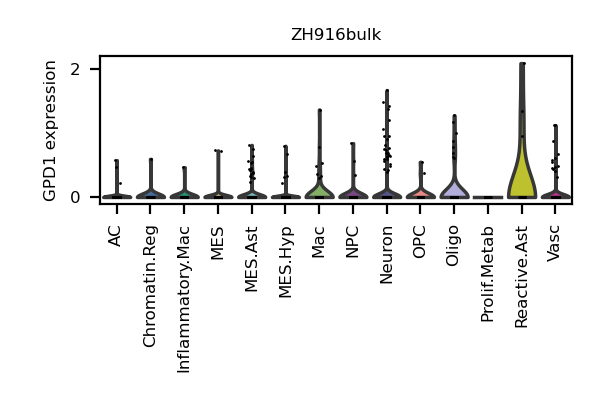 ZH916bulk
GPD1 expression
2
0
AC
Chromatin.Reg
Inflammatory.Mac
MES
MES.Ast
MES.Hyp
Mac
NPC
Neuron
OPC
Oligo
Prolif.Metab
Reactive.Ast
Vasc